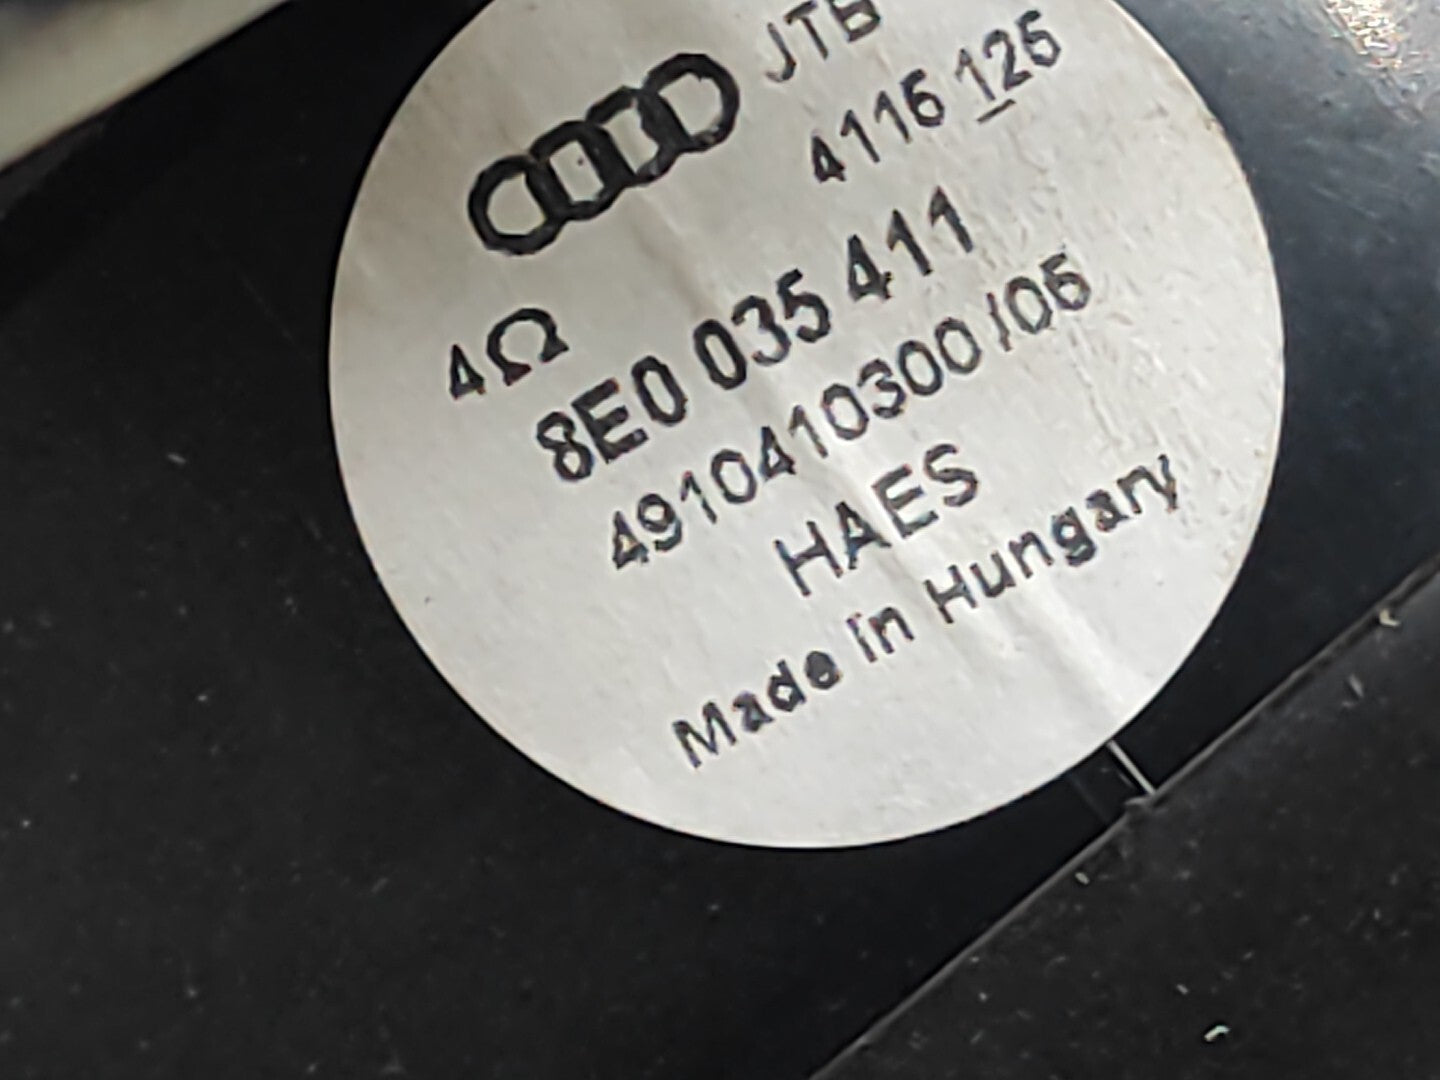 JTB
4116 125
4Ω
8E0 035 411
4910410300/05
HAES
Made in Hungary